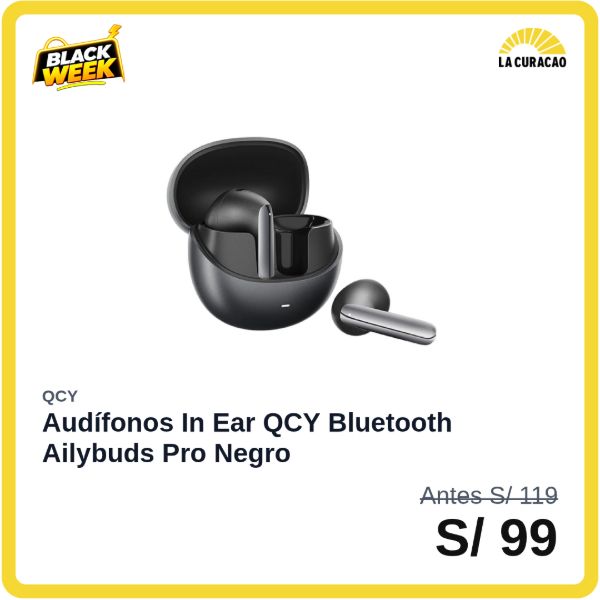 BLACK
WEEK
LA CURACAO
QCY
Audífonos In Ear QCY Bluetooth
Ailybuds Pro Negro
Antes S/ 119
S/ 99